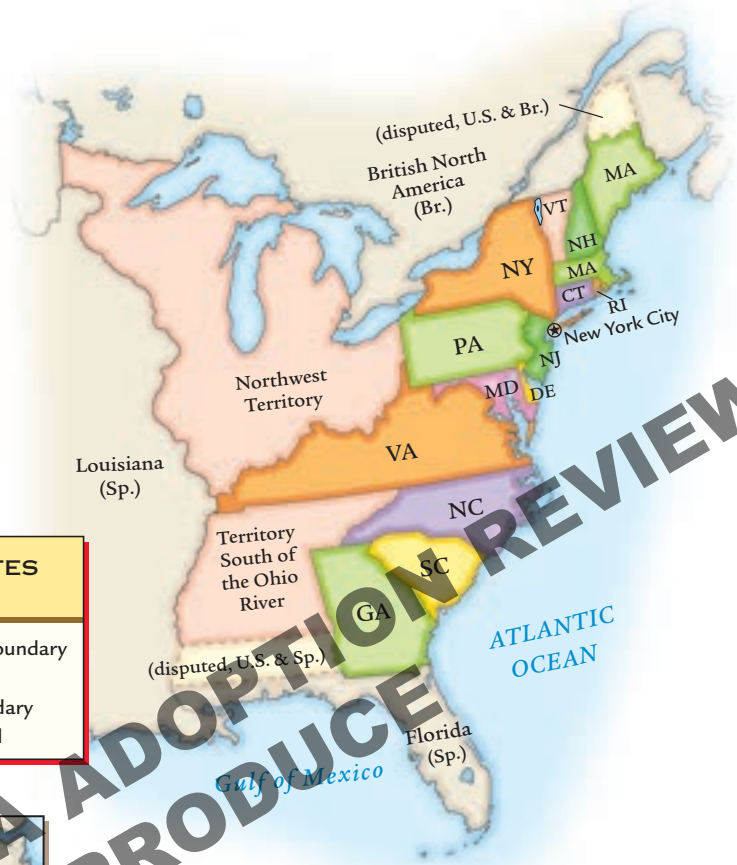 (disputed, U.S. & Br.)
British North
America
(Br.)
MA
VT
NH
NY
MA
CT
RI
New York City
PA
NJ
MD
DE
Northwest
Territory
VA
Louisiana
(Sp.)
NC
Territory
South of
the Ohio
River
SC
GA
ATLANTIC
OCEAN
(disputed, U.S. & Sp.)
Florida
(Sp.)
Gulf of Mexico
TES
oundary
dary
A ADOPTION REVIEW
PRODUCE